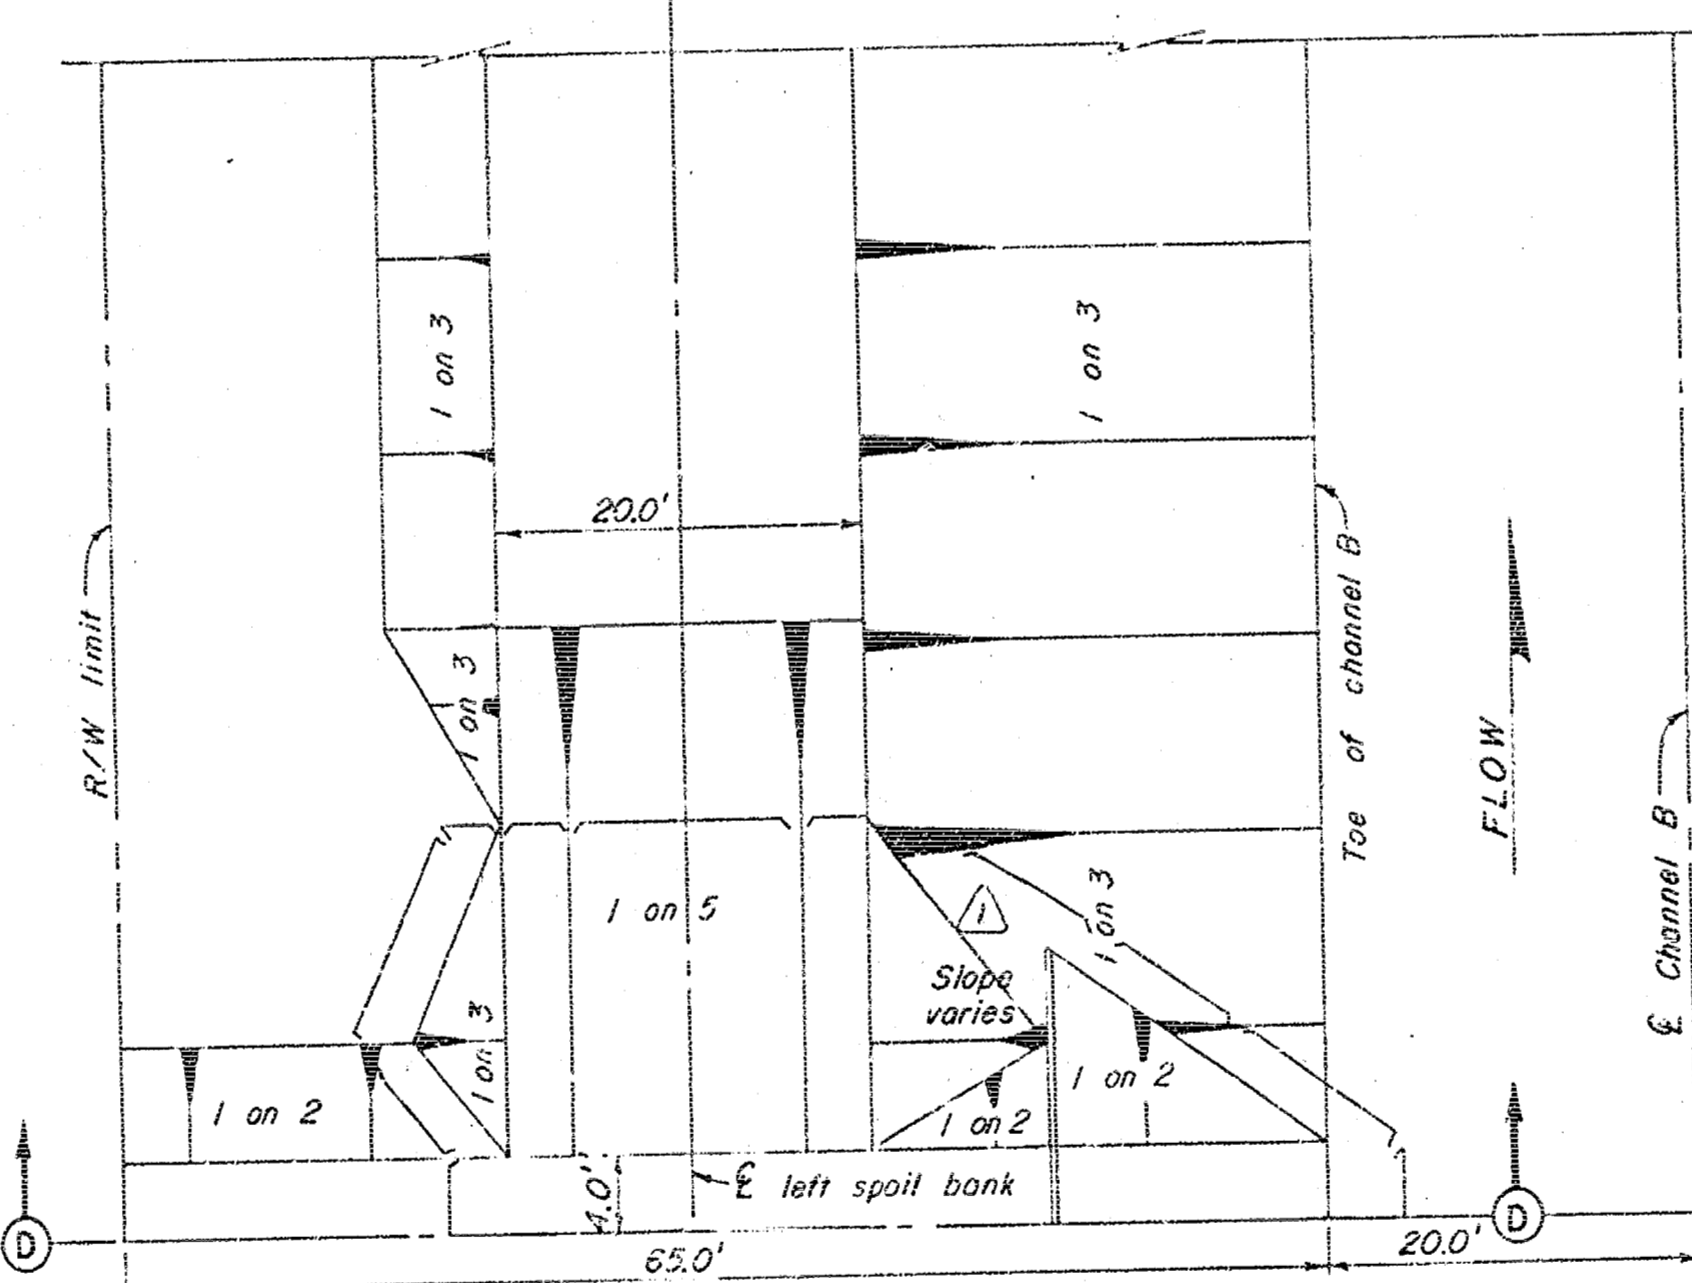 1 on 3
1 on 3
20.0'
R/W limit
1 on 3
Toe of channel B
FLOW
℄ Channel B
1 on 5
1
1 on 3
Slope
varies
1 on 3
1 on 2
1 on 2
1 on 2
4.0'
℄ left spoil bank
D
D
65.0'
20.0'